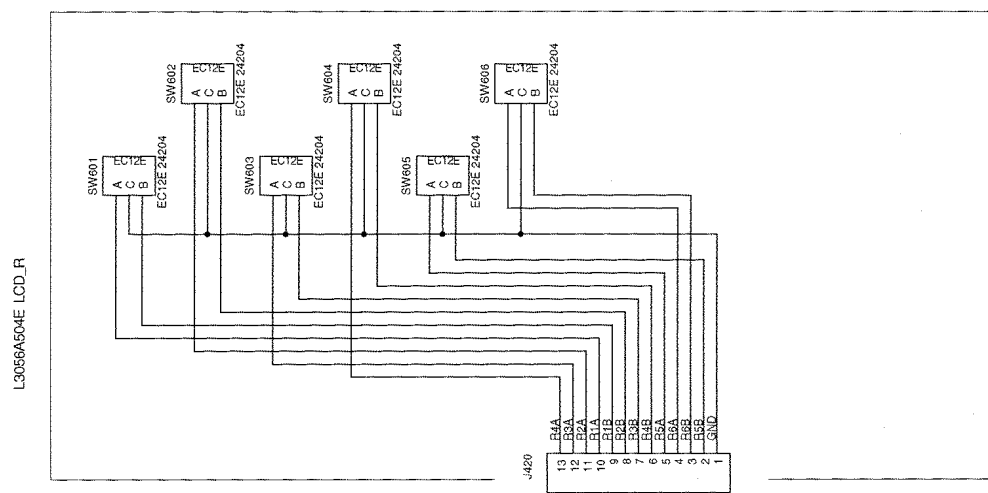 L3056A504E LCD_R
SW602
EC12E
A C B
EC12E 24204
SW604
EC12E
A C B
EC12E 24204
SW606
EC12E
A C B
EC12E 24204
SW601
EC12E
A C B
EC12E 24204
SW603
EC12E
A C B
EC12E 24204
SW605
EC12E
A C B
EC12E 24204
J420
R4A 13
R3A 12
R2A 11
R1A 10
R1B 9
R2B 8
R3B 7
R4B 6
R5A 5
R6A 4
R6B 3
R5B 2
GND 1